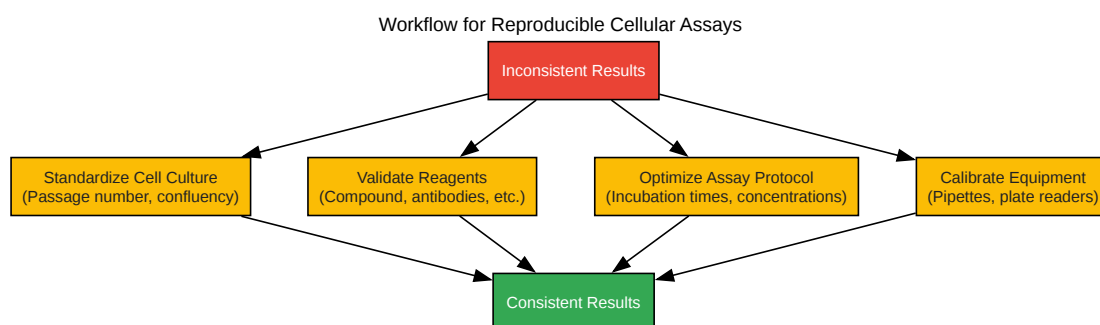 Workflow for Reproducible Cellular Assays
Inconsistent Results
Standardize Cell Culture
(Passage number, confluency)
Validate Reagents
(Compound, antibodies, etc.)
Optimize Assay Protocol
(Incubation times, concentrations)
Calibrate Equipment
(Pipettes, plate readers)
Consistent Results